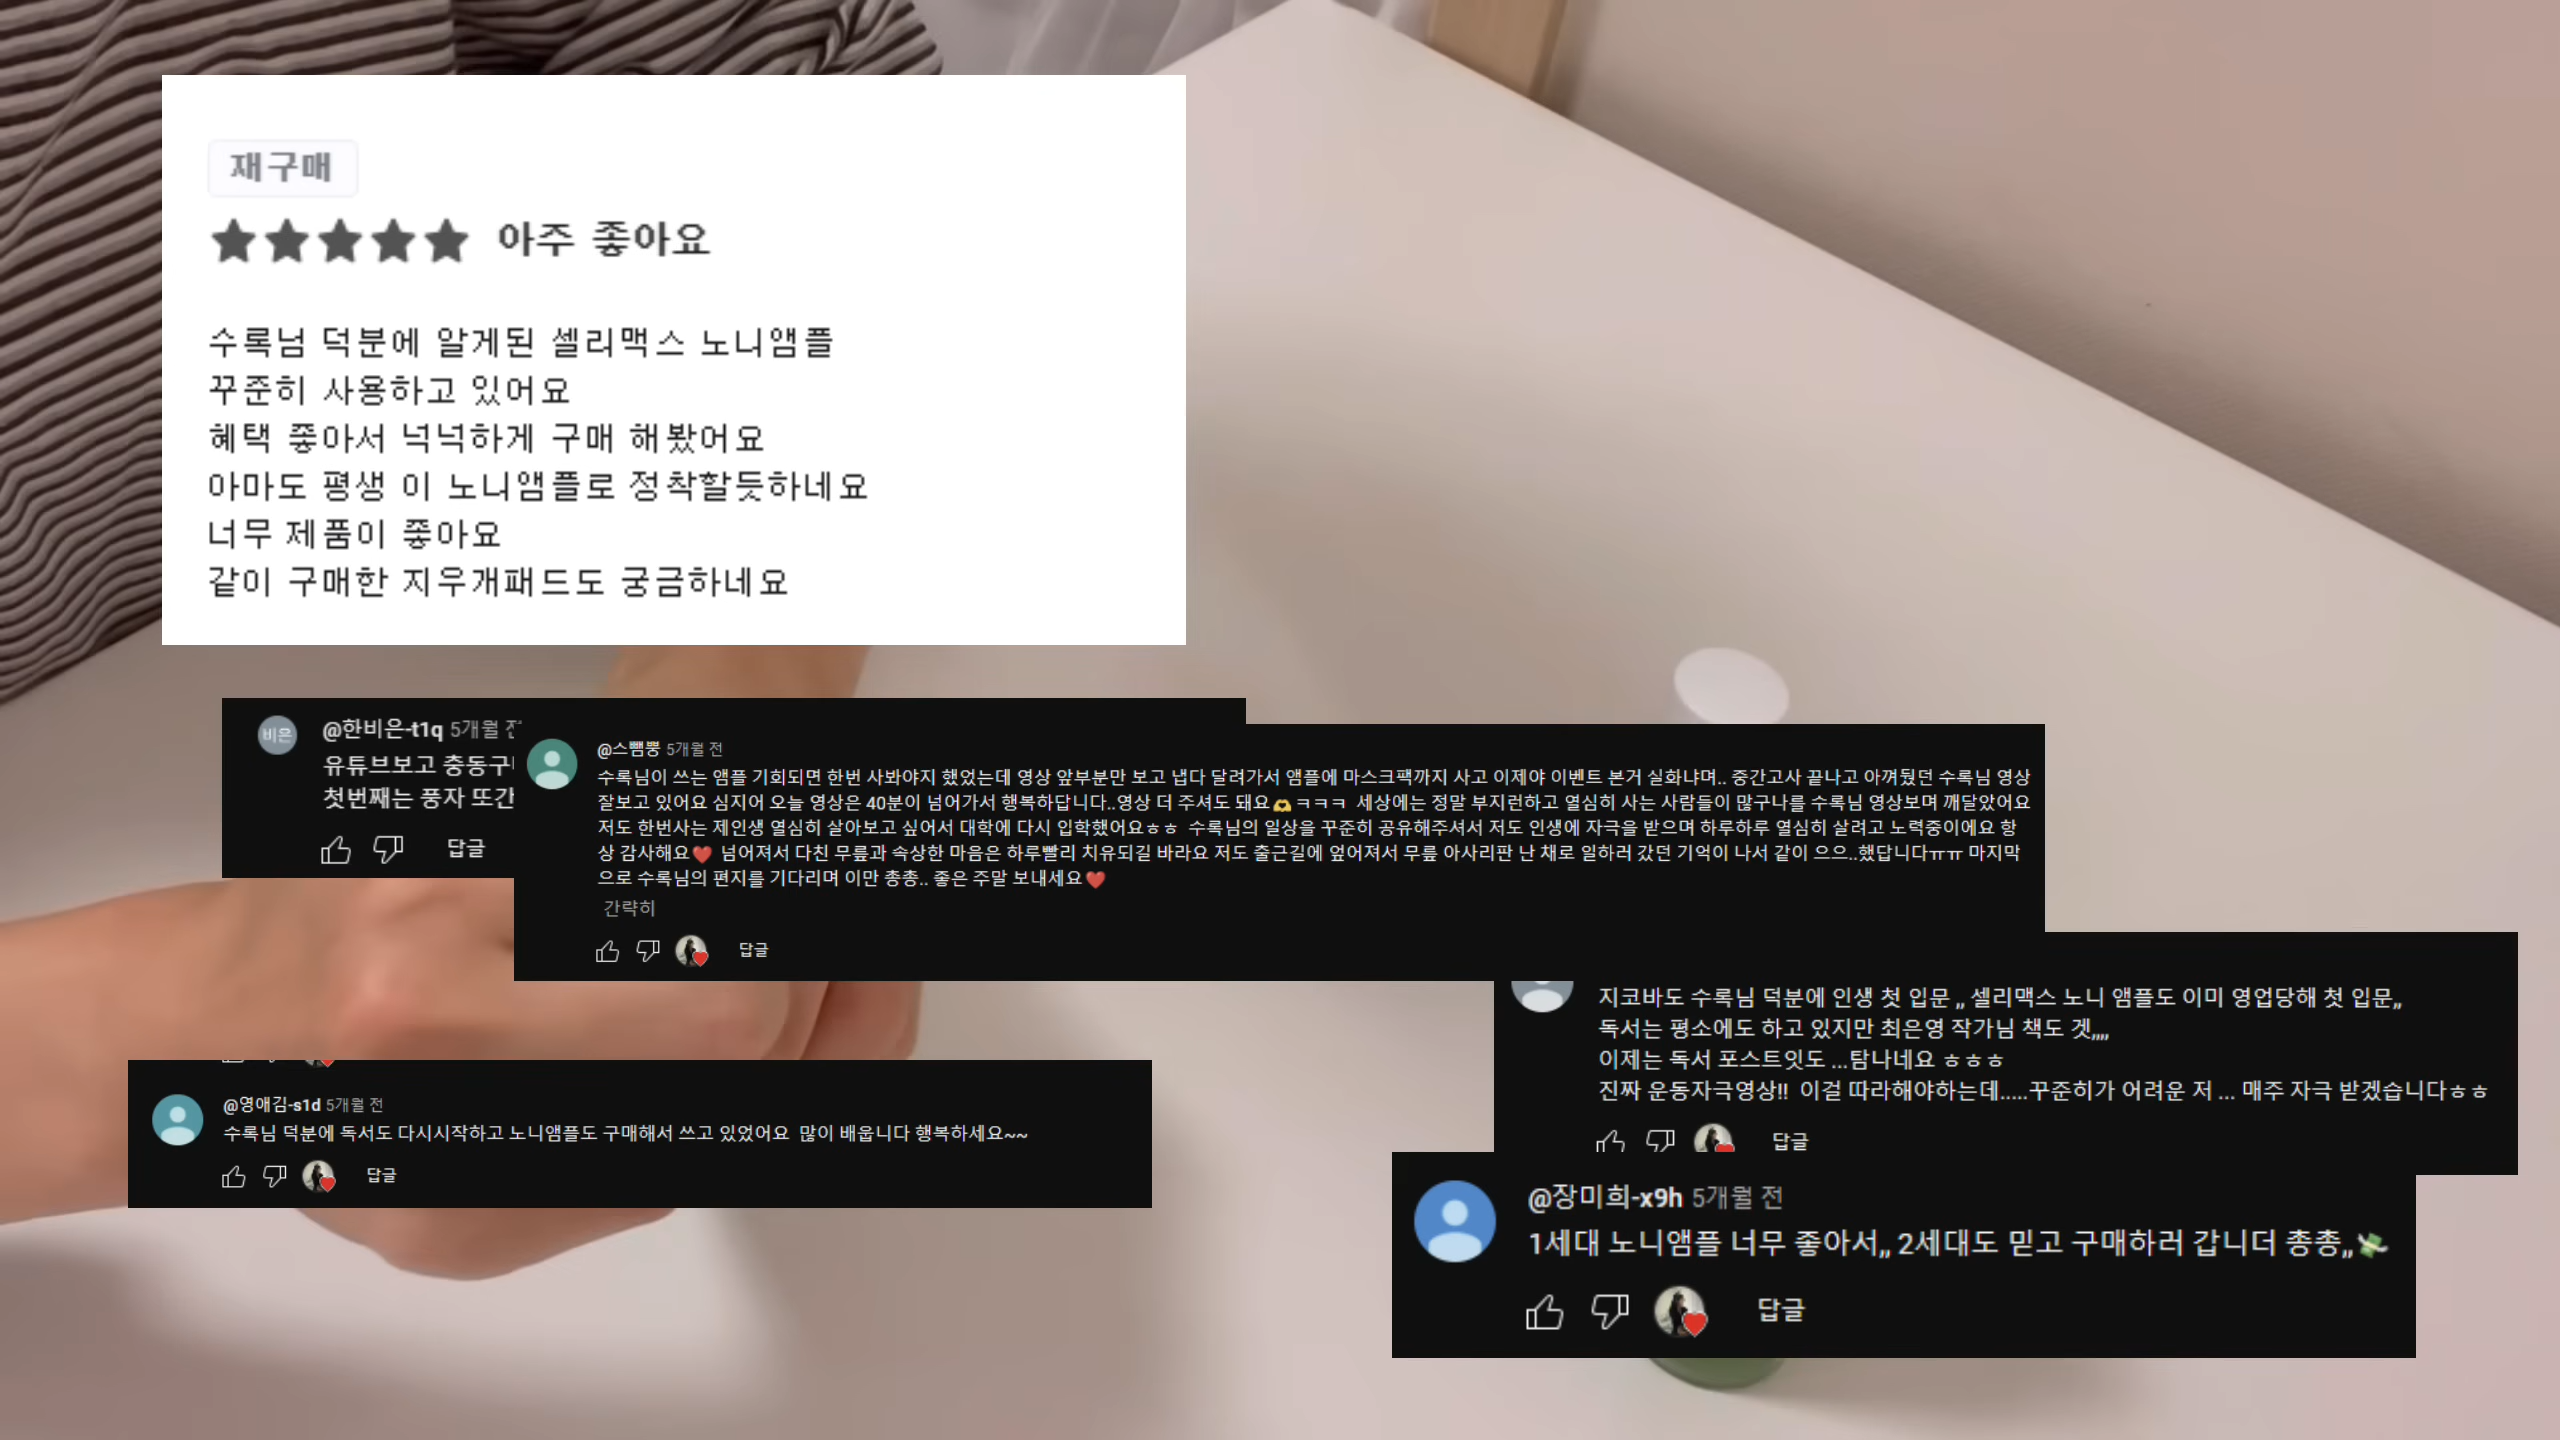 재구매
아주 좋아요
수록님 덕분에 알게된 셀리맥스 노니앰플
꾸준히 사용하고 있어요
혜택 좋아서 넉넉하게 구매 해봤어요
아마도 평생 이 노니앰플로 정착할듯하네요
너무 제품이 좋아요
같이 구매한 지우개패드도 궁금하네요
비은
@한비은-t1q 5개월 전
유튜브보고 충동구
첫번째는 풍자 또간
답글
@스뺌뿡 5개월 전
수록님이 쓰는 앰플 기회되면 한번 사봐야지 했었는데 영상 앞부분만 보고 냅다 달려가서 앰플에 마스크팩까지 사고 이제야 이벤트 본거 실화냐며.. 중간고사 끝나고 아껴뒀던 수록님 영상
잘보고 있어요 심지어 오늘 영상은 40분이 넘어가서 행복하답니다..영상 더 주셔도 돼요🫶ㅋㅋㅋ 세상에는 정말 부지런하고 열심히 사는 사람들이 많구나를 수록님 영상보며 깨달았어요
저도 한번사는 제인생 열심히 살아보고 싶어서 대학에 다시 입학했어요ㅎㅎ 수록님의 일상을 꾸준히 공유해주셔서 저도 인생에 자극을 받으며 하루하루 열심히 살려고 노력중이에요 항
상 감사해요❤️ 넘어져서 다친 무릎과 속상한 마음은 하루빨리 치유되길 바라요 저도 출근길에 엎어져서 무릎 아사리판 난 채로 일하러 갔던 기억이 나서 같이 으으..했답니다ㅠㅠ 마지막
으로 수록님의 편지를 기다리며 이만 총총.. 좋은 주말 보내세요❤️
간략히
답글
지코바도 수록님 덕분에 인생 첫 입문 ,, 셀리맥스 노니 앰플도 이미 영업당해 첫 입문,,
독서는 평소에도 하고 있지만 최은영 작가님 책도 겟,,,,
이제는 독서 포스트잇도 ...탐나네요 ㅎㅎㅎ
진짜 운동자극영상!! 이걸 따라해야하는데.....꾸준히가 어려운 저 ... 매주 자극 받겠습니다ㅎㅎ
답글
@영애김-s1d 5개월 전
수록님 덕분에 독서도 다시시작하고 노니앰플도 구매해서 쓰고 있었어요 많이 배웁니다 행복하세요~~
답글
@장미희-x9h 5개월 전
1세대 노니앰플 너무 좋아서,, 2세대도 믿고 구매하러 갑니더 총총,,💸
답글